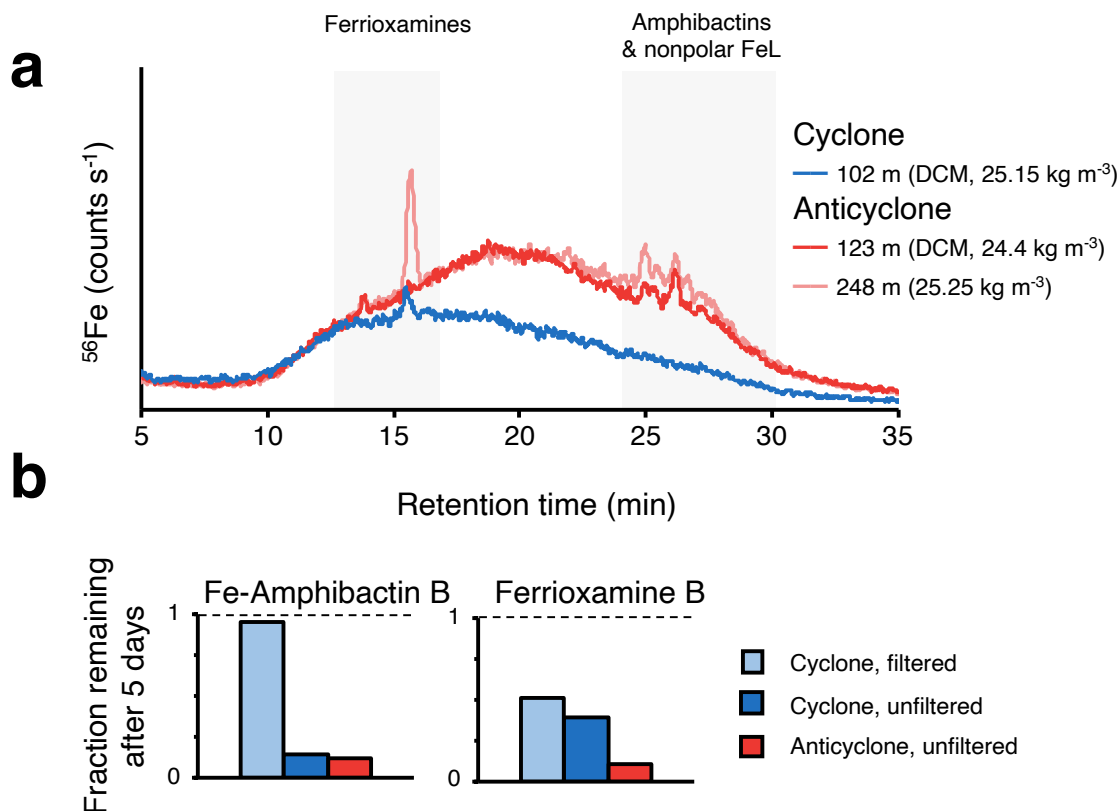 a
Ferrioxamines
Amphibactins
& nonpolar FeL
⁵⁶Fe (counts s⁻¹)
Cyclone
102 m (DCM, 25.15 kg m⁻³)
Anticyclone
123 m (DCM, 24.4 kg m⁻³)
248 m (25.25 kg m⁻³)
5 10 15 20 25 30 35
Retention time (min)
b
Fraction remaining
after 5 days
Fe-Amphibactin B
1
0
Ferrioxamine B
1
0
Cyclone, filtered
Cyclone, unfiltered
Anticyclone, unfiltered